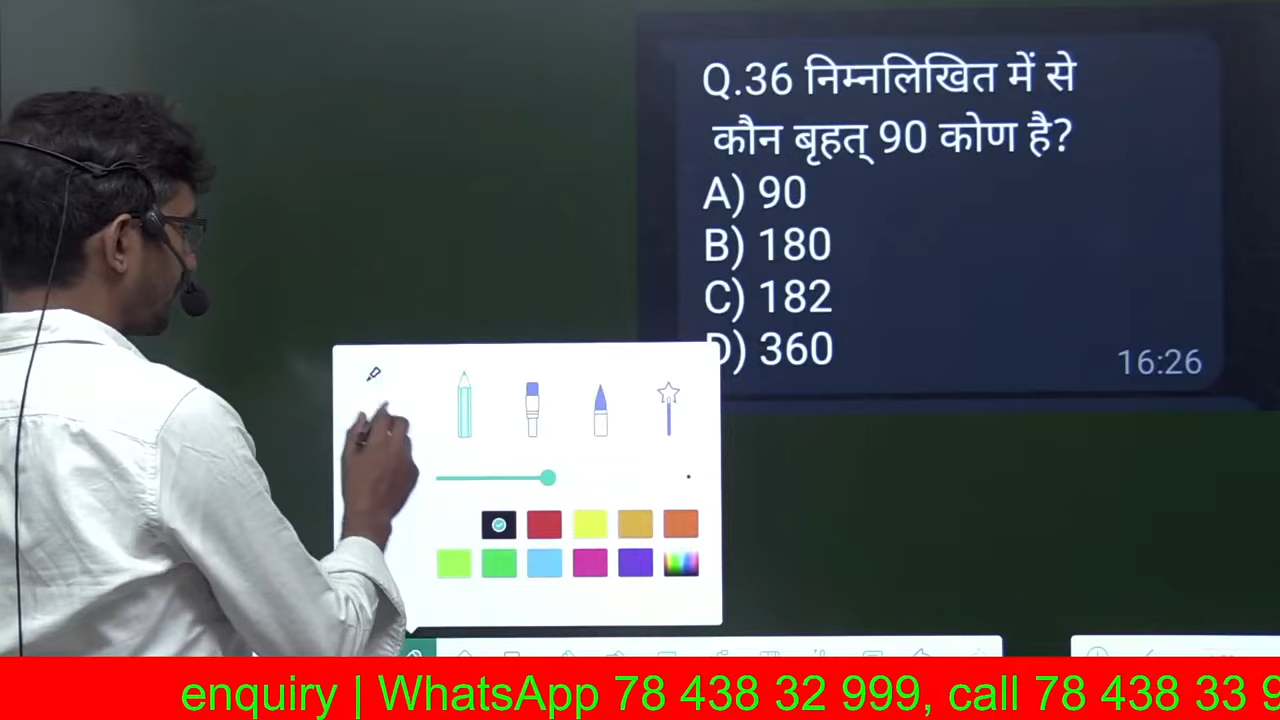 Q.36 निम्नलिखित में से
कौन बृहत् 90 कोण है?
A) 90
B) 180
C) 182
D) 360
16:26
enquiry | WhatsApp 78 438 32 999, call 78 438 33 9